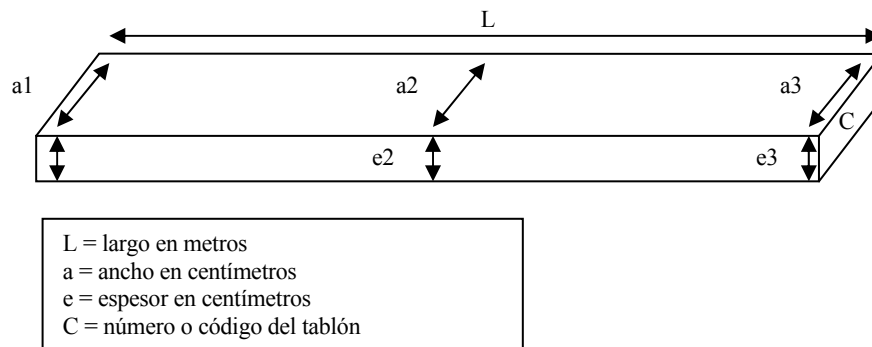 L
a1
a2
a3
C
e2
e3
L = largo en metros
a = ancho en centímetros
e = espesor en centímetros
C = número o código del tablón